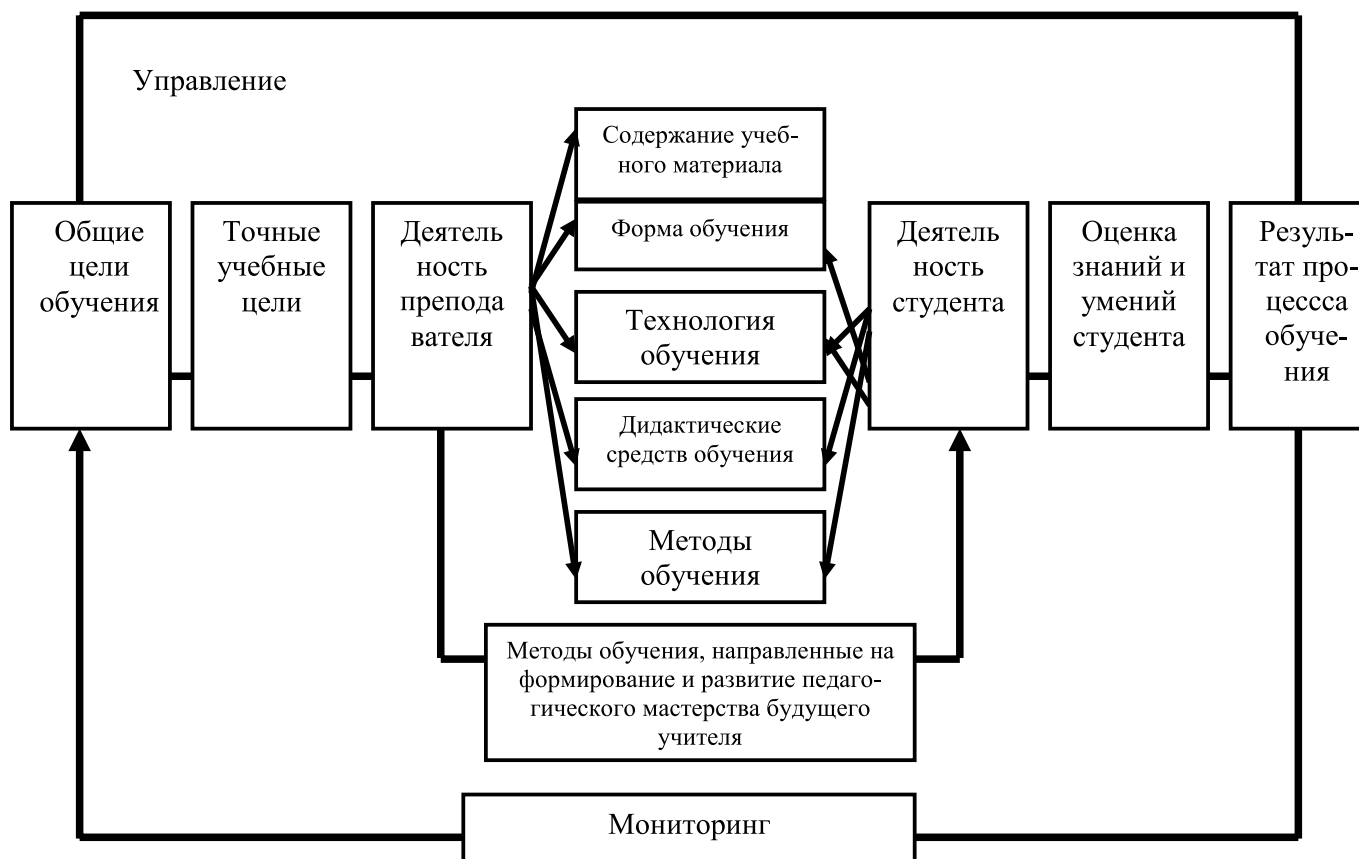 Управление
Содержание учеб-
ного материала
Форма обучения
Общие
цели
обучения
Точные
учебные
цели
Деятель
ность
препода
вателя
Технология
обучения
Дидактические
средств обучения
Методы
обучения
Деятель
ность
студента
Оценка
знаний и
умений
студента
Резуль-
тат про-
цессса
обуче-
ния
Методы обучения, направленные на
формирование и развитие педаго-
гического мастерства будущего
учителя
Мониторинг